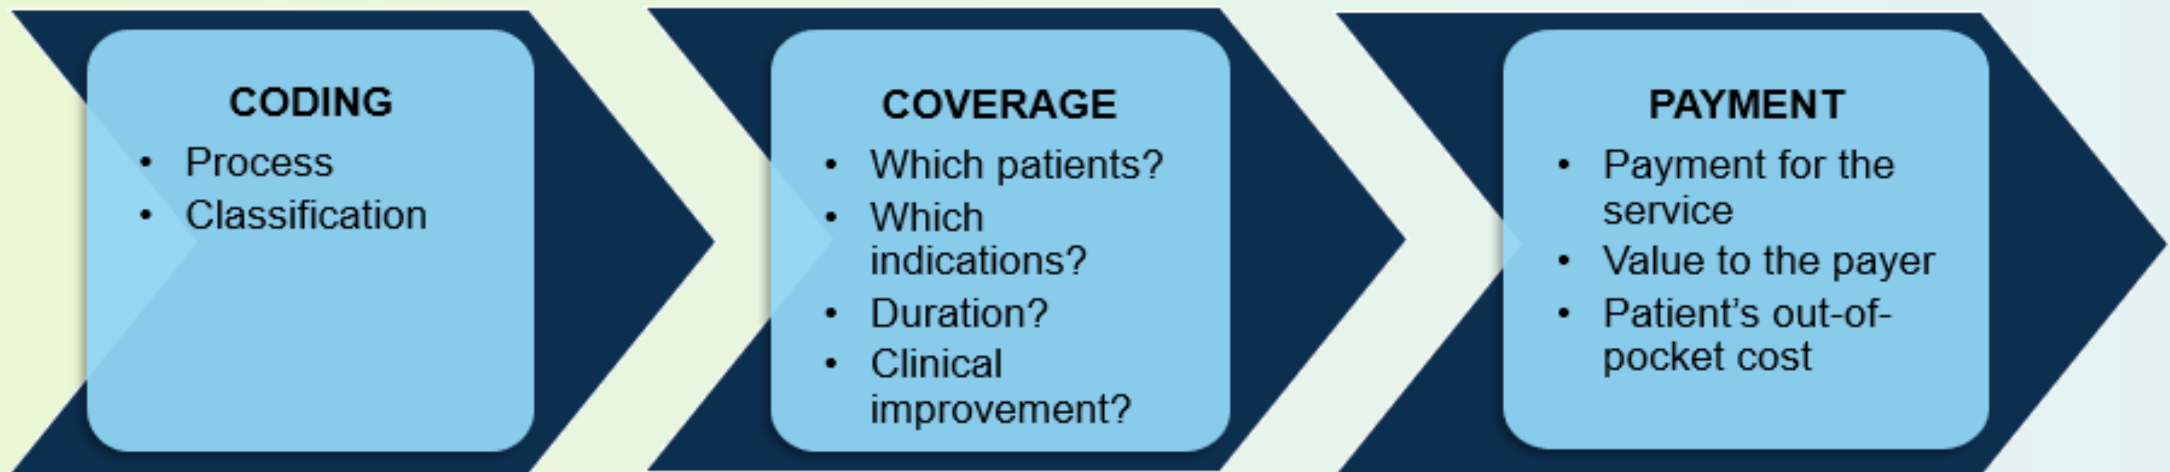 CODING
• Process
• Classification
COVERAGE
• Which patients?
• Which
indications?
• Duration?
• Clinical
improvement?
PAYMENT
• Payment for the
service
• Value to the payer
• Patient’s out-of-
pocket cost